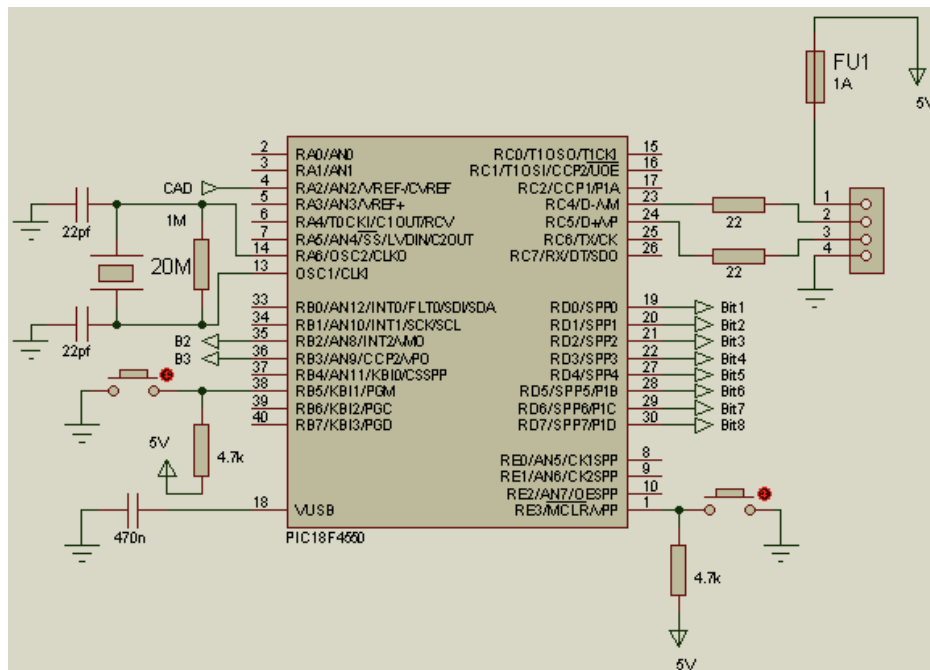 FU1
1A
5V
2 RA0/AN0
3 RA1/AN1
CAD 4 RA2/AN2/VREF-/CVREF
5 RA3/AN3/VREF+
6 RA4/T0CKI/C1OUT/RCV
7 RA5/AN4/SS/LVDIN/C2OUT
14 RA6/OSC2/CLKO
13 OSC1/CLKI
22pf
1M
20M
22pf
33 RB0/AN12/INT0/FLT0/SDI/SDA
34 RB1/AN10/INT1/SCK/SCL
B2 35 RB2/AN8/INT2/VMO
B3 36 RB3/AN9/CCP2/VPO
37 RB4/AN11/KBI0/CSSPP
38 RB5/KBI1/PGM
39 RB6/KBI2/PGC
40 RB7/KBI3/PGD
5V
4.7k
18 VUSB
470n
PIC18F4550
RC0/T1OSO/T1CKI 15
RC1/T1OSI/CCP2/UOE 16
RC2/CCP1/P1A 17
RC4/D-/VM 23
RC5/D+/VP 24
RC6/TX/CK 25
RC7/RX/DT/SDO 26
22
22
1
2
3
4
RD0/SPP0 19 Bit1
RD1/SPP1 20 Bit2
RD2/SPP2 21 Bit3
RD3/SPP3 22 Bit4
RD4/SPP4 27 Bit5
RD5/SPP5/P1B 28 Bit6
RD6/SPP6/P1C 29 Bit7
RD7/SPP7/P1D 30 Bit8
RE0/AN5/CK1SPP 8
RE1/AN6/CK2SPP 9
RE2/AN7/OESPP 10
RE3/MCLR/VPP 1
4.7k
5V